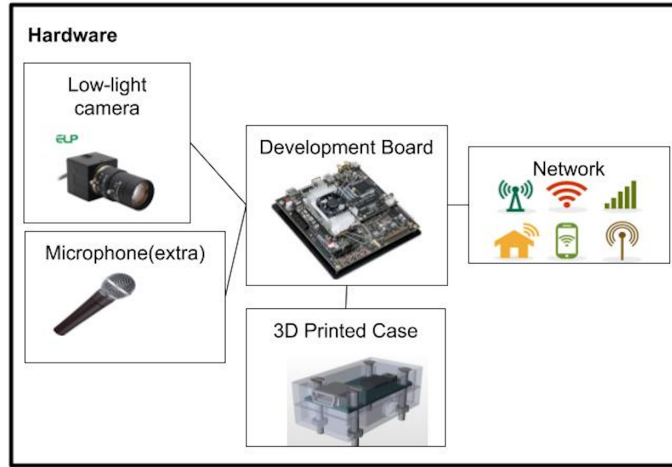 Hardware
Low-light
camera
ELP
Development Board
Network
Microphone(extra)
3D Printed Case